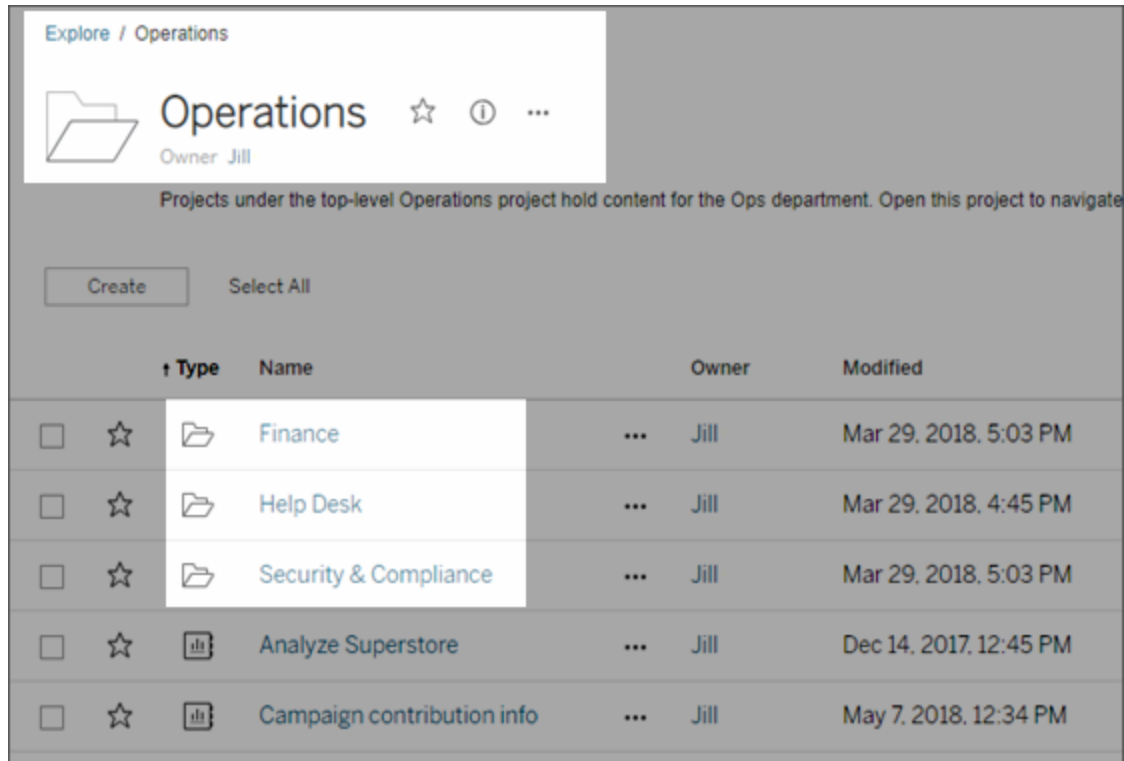 Explore / Operations
Operations
Owner Jill
Projects under the top-level Operations project hold content for the Ops department. Open this project to navigate
Create Select All
↑ Type Name Owner Modified
Finance ... Jill Mar 29, 2018, 5:03 PM
Help Desk ... Jill Mar 29, 2018, 4:45 PM
Security & Compliance ... Jill Mar 29, 2018, 5:03 PM
Analyze Superstore ... Jill Dec 14, 2017, 12:45 PM
Campaign contribution info ... Jill May 7, 2018, 12:34 PM